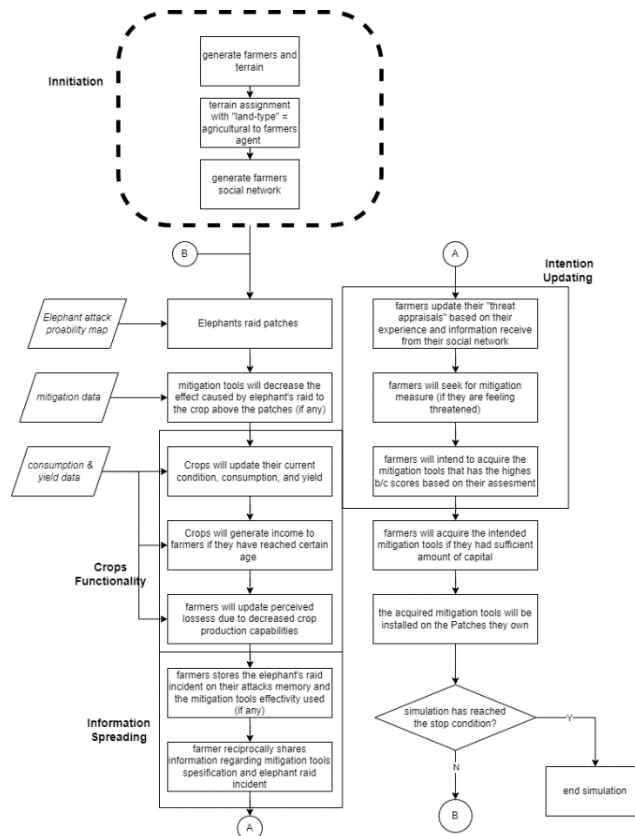 Innitiation
generate farmers and
terrain
terrain assignment
with "land-type" =
agricultural to farmers
agent
generate farmers
social network
B
Elephant attack
proability map
Elephants raid patches
mitigation data
mitigation tools will decrease the
effect caused by elephant's raid to
the crop above the patches (if any)
consumption &
yield data
Crops will update their current
condition, consumption, and yield
Crops will generate income to
farmers if they have reached certain
age
Crops
Functionality
farmers will update perceived
lossess due to decreased crop
production capabilities
farmers stores the elephant's raid
incident on their attacks memory and
the mitigation tools effectivity used
(if any)
Information
Spreading
farmer reciprocally shares
information regarding mitigation tools
spesification and elephant raid
incident
A
A
Intention
Updating
farmers update their "threat
appraisals" based on their
experience and information receive
from their social network
farmers will seek for mitigation
measure (if they are feeling
threatened)
farmers will intend to acquire the
mitigation tools that has the highes
b/c scores based on their assesment
farmers will acquire the intended
mitigation tools if they had sufficient
amount of capital
the acquired mitigation tools will be
installed on the Patches they own
simulation has reached
the stop condition?
Y
N
end simulation
B